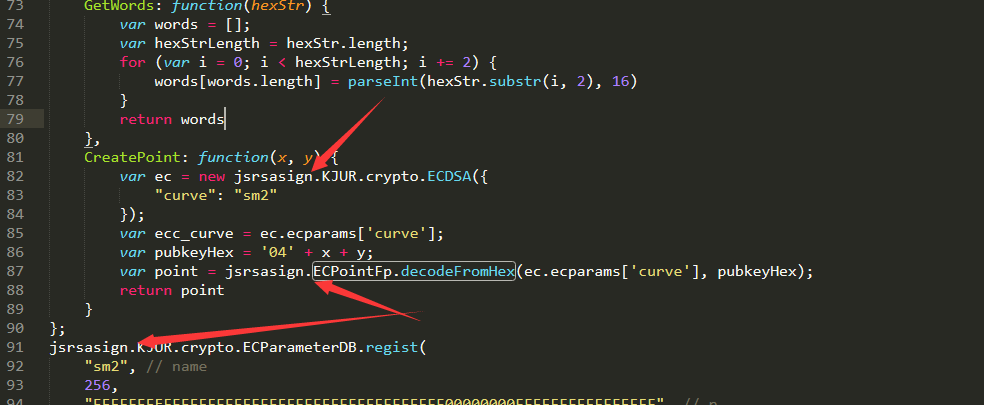 73 GetWords: function(hexStr) {
74 var words = [];
75 var hexStrLength = hexStr.length;
76 for (var i = 0; i < hexStrLength; i += 2) {
77 words[words.length] = parseInt(hexStr.substr(i, 2), 16)
78 }
79 return words
80 },
81 CreatePoint: function(x, y) {
82 var ec = new jsrsasign.KJUR.crypto.ECDSA({
83 "curve": "sm2"
84 });
85 var ecc_curve = ec.ecparams['curve'];
86 var pubkeyHex = '04' + x + y;
87 var point = jsrsasign.ECPointFp.decodeFromHex(ec.ecparams['curve'], pubkeyHex);
88 return point
89 }
90 };
91 jsrsasign.KJUR.crypto.ECParameterDB.regist(
92 "sm2", // name
93 256,
94